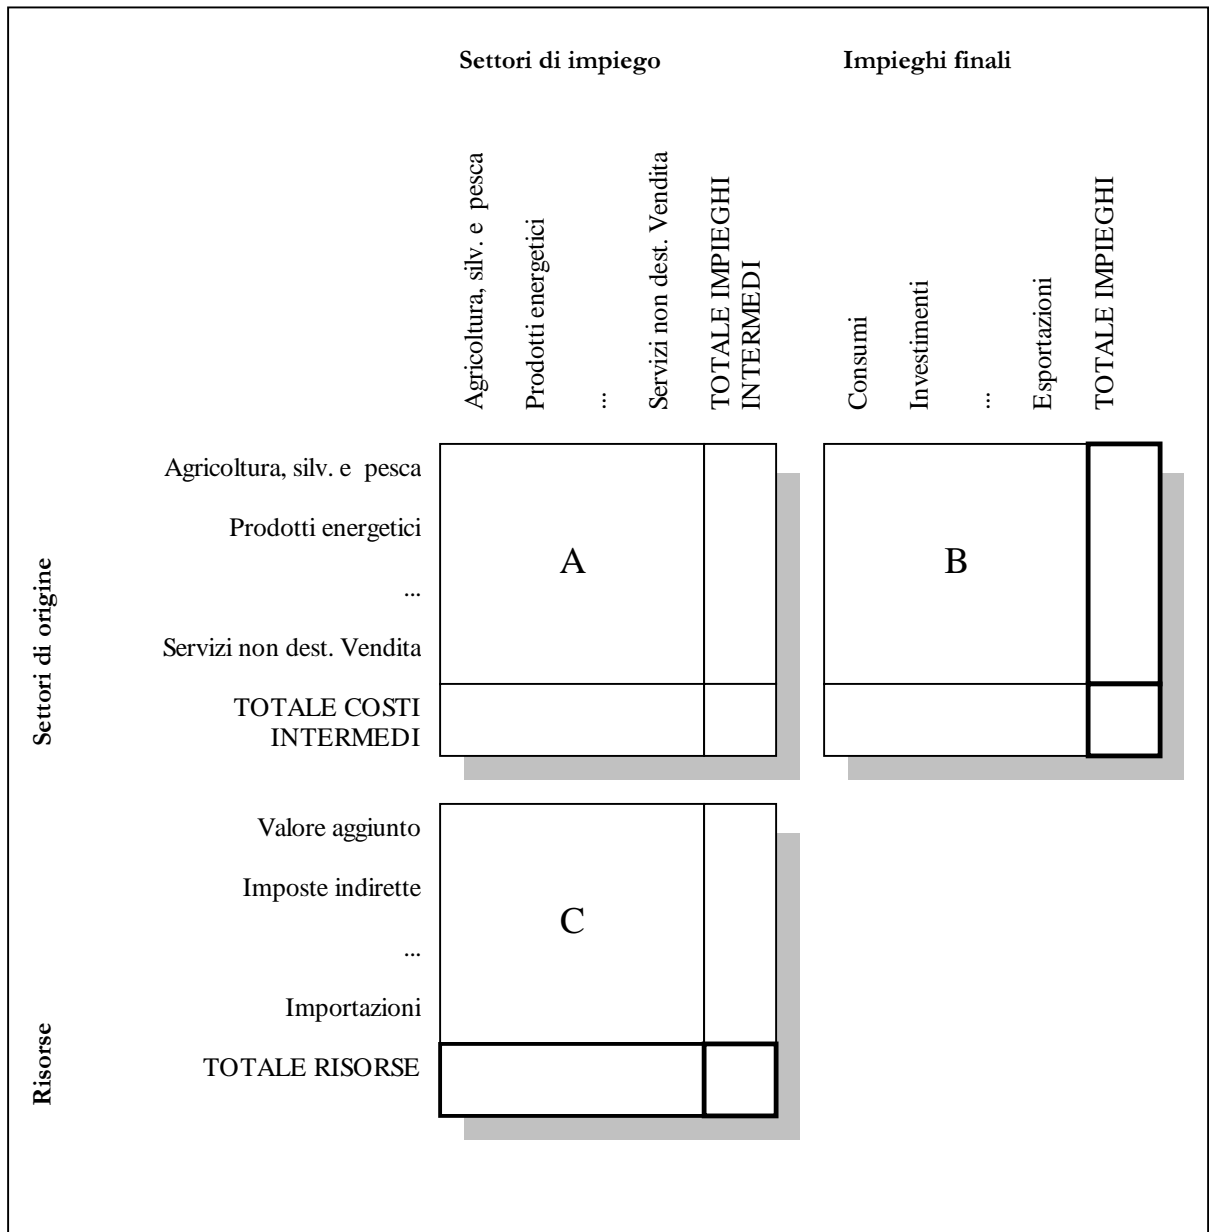 Settori di impiego
Impieghi finali
Agricoltura, silv. e pesca
Prodotti energetici
...
Servizi non dest. Vendita
TOTALE IMPIEGHI
INTERMEDI
Consumi
Investimenti
...
Esportazioni
TOTALE IMPIEGHI
Settori di origine
Agricoltura, silv. e pesca
Prodotti energetici
...
Servizi non dest. Vendita
TOTALE COSTI
INTERMEDI
A
B
Risorse
Valore aggiunto
Imposte indirette
...
Importazioni
TOTALE RISORSE
C